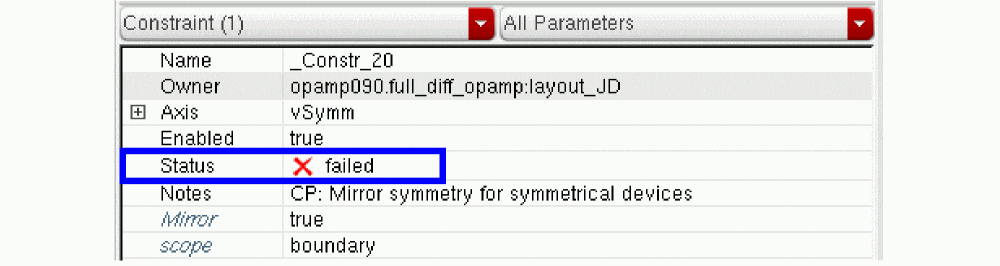 Constraint (1) All Parameters
Name _Constr_20
Owner opamp090.full_diff_opamp:layout_JD
Axis vSymm
Enabled true
Status failed
Notes CP: Mirror symmetry for symmetrical devices
Mirror true
scope boundary